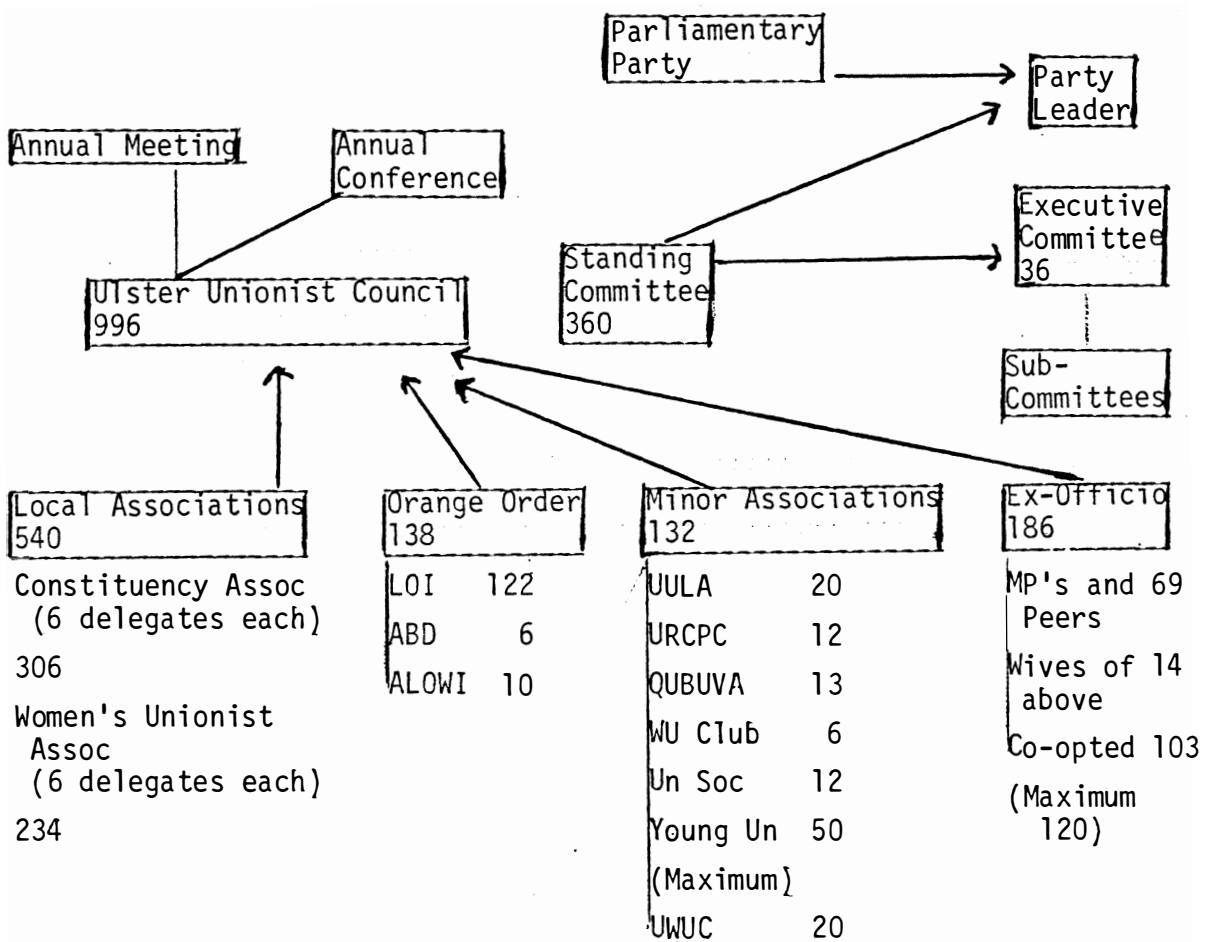 Parliamentary
Party
Party
Leader
Annual Meeting
Annual
Conference
Executive
Committee
36
Standing
Committee
360
Ulster Unionist Council
996
Sub-
Committees
Local Associations
540
Constituency Assoc
(6 delegates each)
306
Women's Unionist
Assoc
(6 delegates each)
234
Orange Order
138
LOI 122
ABD 6
ALOWI 10
Minor Associations
132
UULA 20
URCPC 12
QUBUVA 13
WU Club 6
Un Soc 12
Young Un 50
(Maximum)
UWUC 20
Ex-Officio
186
MP's and 69
Peers
Wives of 14
above
Co-opted 103
(Maximum
120)